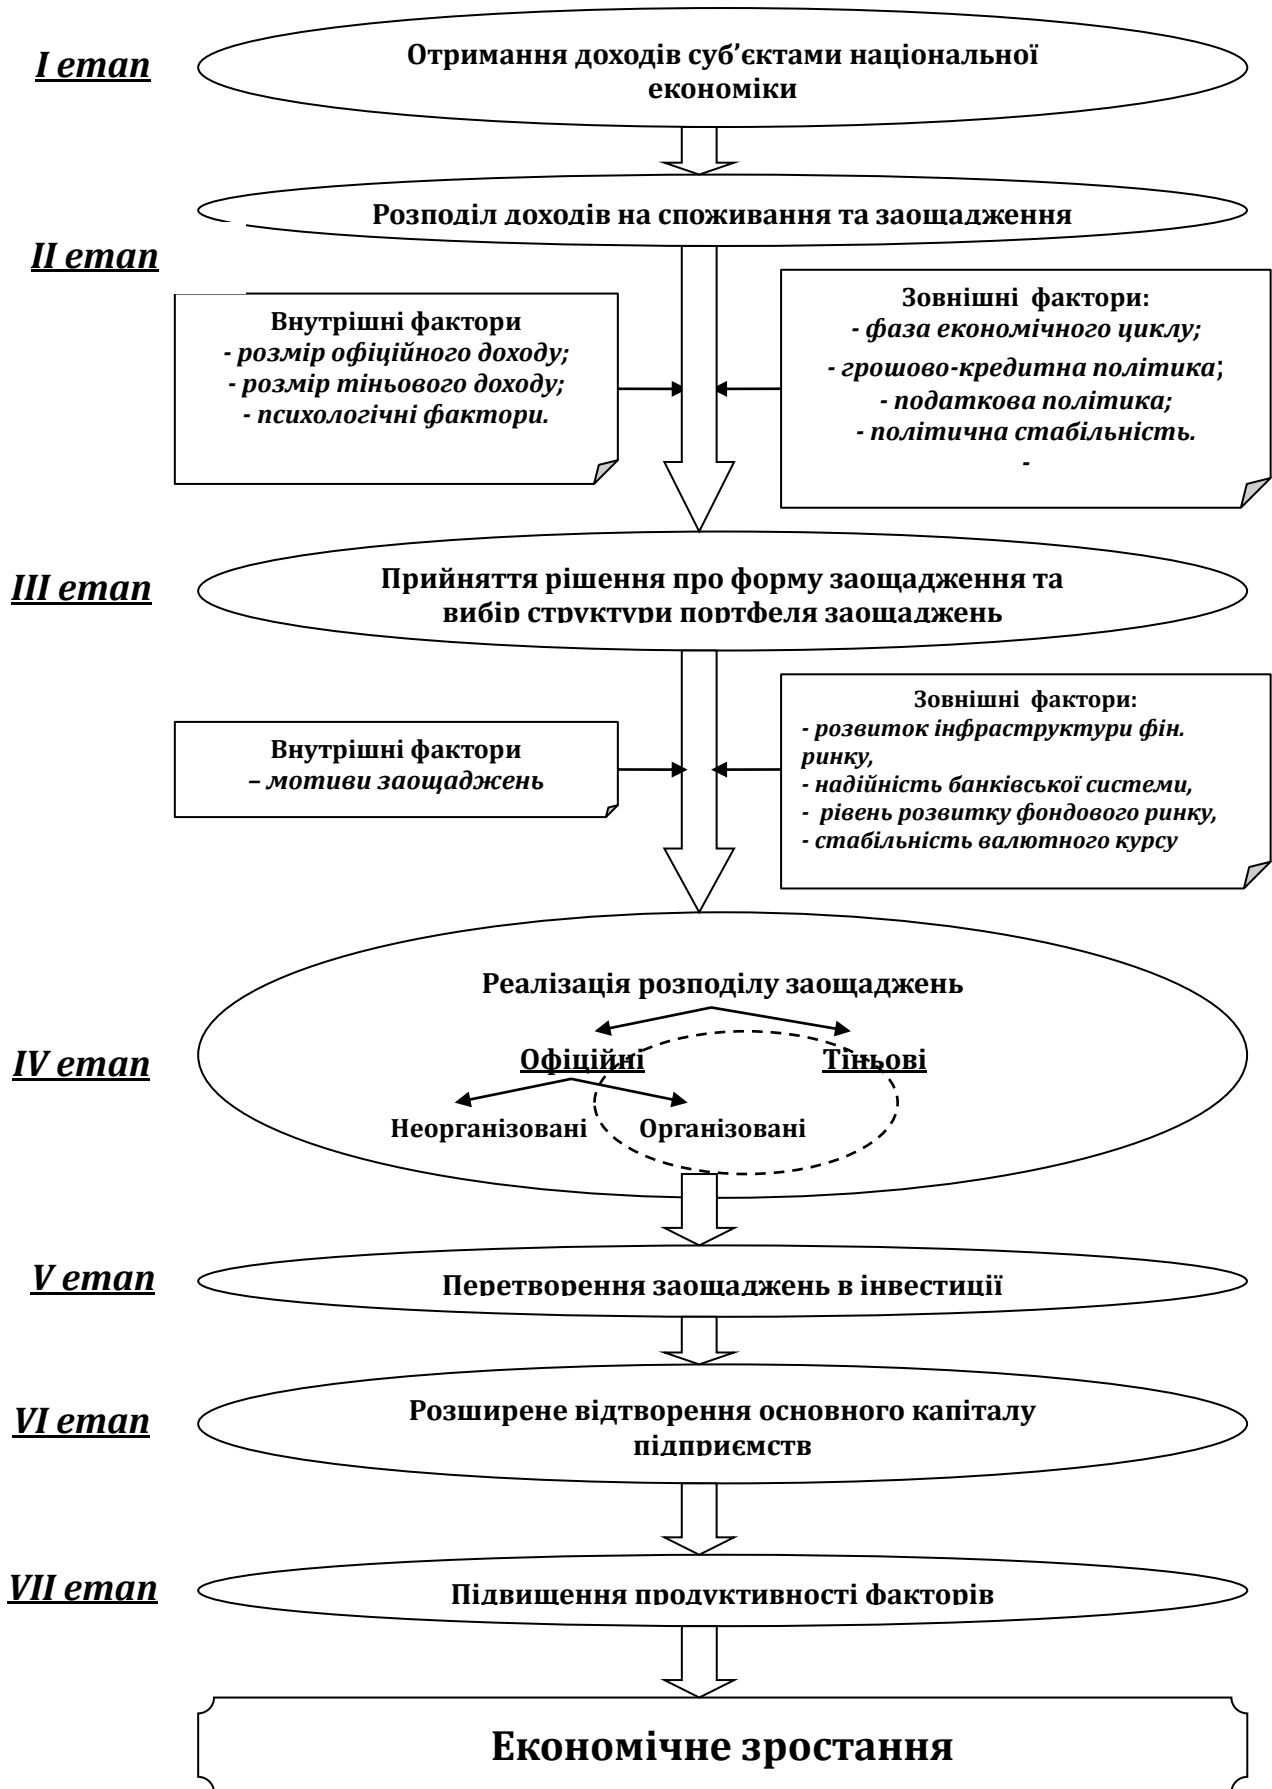 І етап
Отримання доходів суб’єктами національної
економіки
Розподіл доходів на споживання та заощадження
ІІ етап
Внутрішні фактори
- розмір офіційного доходу;
- розмір тіньового доходу;
- психологічні фактори.
Зовнішні фактори:
- фаза економічного циклу;
- грошово-кредитна політика;
- податкова політика;
- політична стабільність.
-
ІІІ етап
Прийняття рішення про форму заощадження та
вибір структури портфеля заощаджень
Внутрішні фактори
– мотиви заощаджень
Зовнішні фактори:
- розвиток інфраструктури фін.
ринку,
- надійність банківської системи,
- рівень розвитку фондового ринку,
- стабільність валютного курсу
Реалізація розподілу заощаджень
IV етап
Офіційні Тіньові
Неорганізовані Організовані
V етап
Перетворення заощаджень в інвестиції
VI етап
Розширене відтворення основного капіталу
підприємств
VII етап
Підвищення продуктивності факторів
Економічне зростання